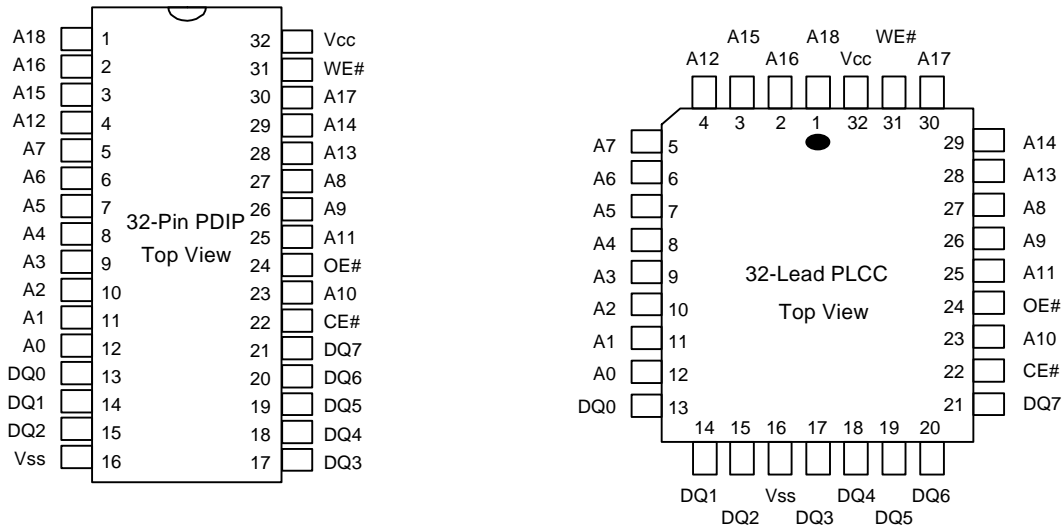 A18 1 32 Vcc
A16 2 31 WE#
A15 3 30 A17
A12 4 29 A14
A7 5 28 A13
A6 6 27 A8
A5 7 26 A9
A4 8 25 A11
A3 9 24 OE#
A2 10 23 A10
A1 11 22 CE#
A0 12 21 DQ7
DQ0 13 20 DQ6
DQ1 14 19 DQ5
DQ2 15 18 DQ4
Vss 16 17 DQ3
32-Pin PDIP
Top View
A15 A18 WE#
A12 A16 Vcc A17
4 3 2 1 32 31 30
A7 5 29 A14
A6 6 28 A13
A5 7 27 A8
A4 8 26 A9
A3 9 25 A11
A2 10 24 OE#
A1 11 23 A10
A0 12 22 CE#
DQ0 13 21 DQ7
32-Lead PLCC
Top View
14 15 16 17 18 19 20
DQ1 Vss DQ4 DQ6
DQ2 DQ3 DQ5